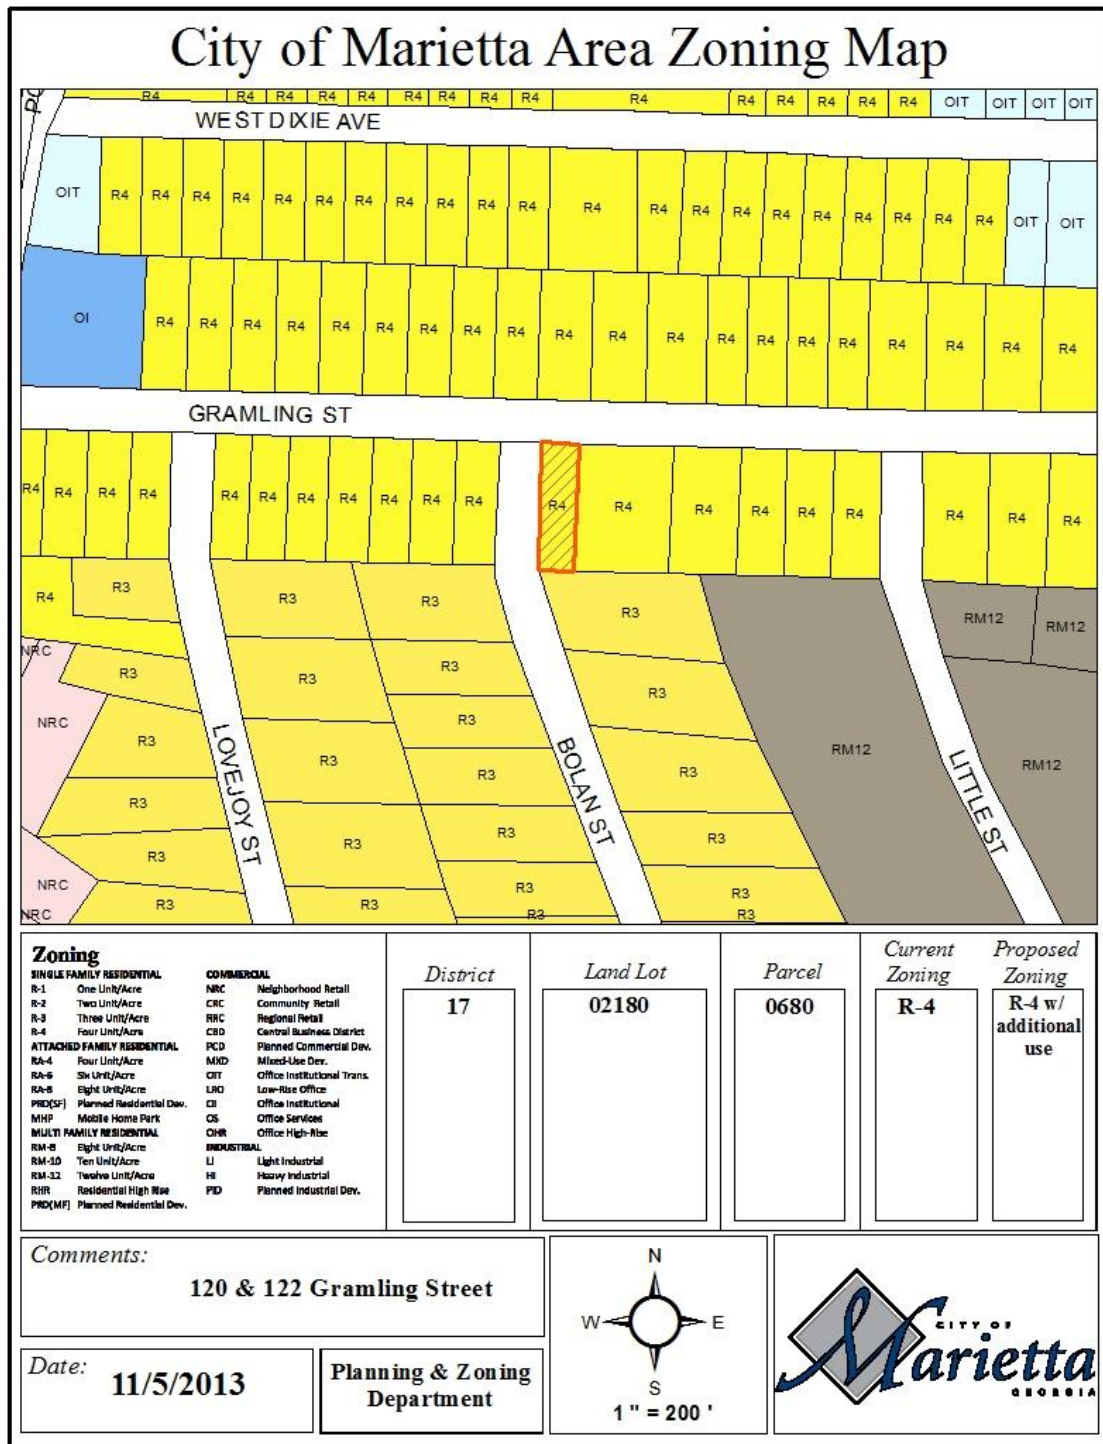 City of Marietta Area Zoning Map
PO
R4 R4 R4 R4 R4 R4 R4 R4 R4 R4 R4 R4 R4 R4 R4 OIT OIT OIT OIT
WEST DIXIE AVE
OIT R4 R4 R4 R4 R4 R4 R4 R4 R4 R4 R4 R4 R4 R4 R4 R4 R4 R4 R4 R4 OIT OIT
OI R4 R4 R4 R4 R4 R4 R4 R4 R4 R4 R4 R4 R4 R4 R4 R4 R4 R4 R4 R4
GRAMLING ST
R4 R4 R4 R4 R4 R4 R4 R4 R4 R4 R4 R4 R4 R4 R4 R4 R4 R4 R4 R4
R4 R3 R3 R3 R3 RM12 RM12
NRC R3 R3 R3 R3
NRC R3 R3 R3 R3 RM12 RM12
LOVEJOY ST
BOLAN ST
LITTLE ST
R3 R3 R3
R3 R3 R3 R3
NRC R3 R3
NRC R3 R3 R3 R3
Zoning
SINGLE FAMILY RESIDENTIAL
R-1 One Unit/Acre
R-2 Two Unit/Acre
R-3 Three Unit/Acre
R-4 Four Unit/Acre
ATTACHED FAMILY RESIDENTIAL
RA-4 Four Unit/Acre
RA-6 Six Unit/Acre
RA-8 Eight Unit/Acre
PRD(SF) Planned Residential Dev.
MHP Mobile Home Park
MULTI FAMILY RESIDENTIAL
RM-8 Eight Unit/Acre
RM-10 Ten Unit/Acre
RM-12 Twelve Unit/Acre
RHR Residential High Rise
PRD(MF) Planned Residential Dev.
COMMERCIAL
NRC Neighborhood Retail
CRC Community Retail
RRC Regional Retail
CBD Central Business District
PCD Planned Commercial Dev.
MXD Mixed-Use Dev.
OIT Office Institutional Trans.
LRO Low-Rise Office
OI Office Institutional
OS Office Services
OHR Office High-Rise
INDUSTRIAL
LI Light Industrial
HI Heavy Industrial
PID Planned Industrial Dev.
District
17
Land Lot
02180
Parcel
0680
Current
Zoning
R-4
Proposed
Zoning
R-4 w/
additional
use
Comments:
120 & 122 Gramling Street
Date:
11/5/2013
Planning & Zoning
Department
N
W E
S
1 " = 200 '
CITY OF
Marietta
GEORGIA